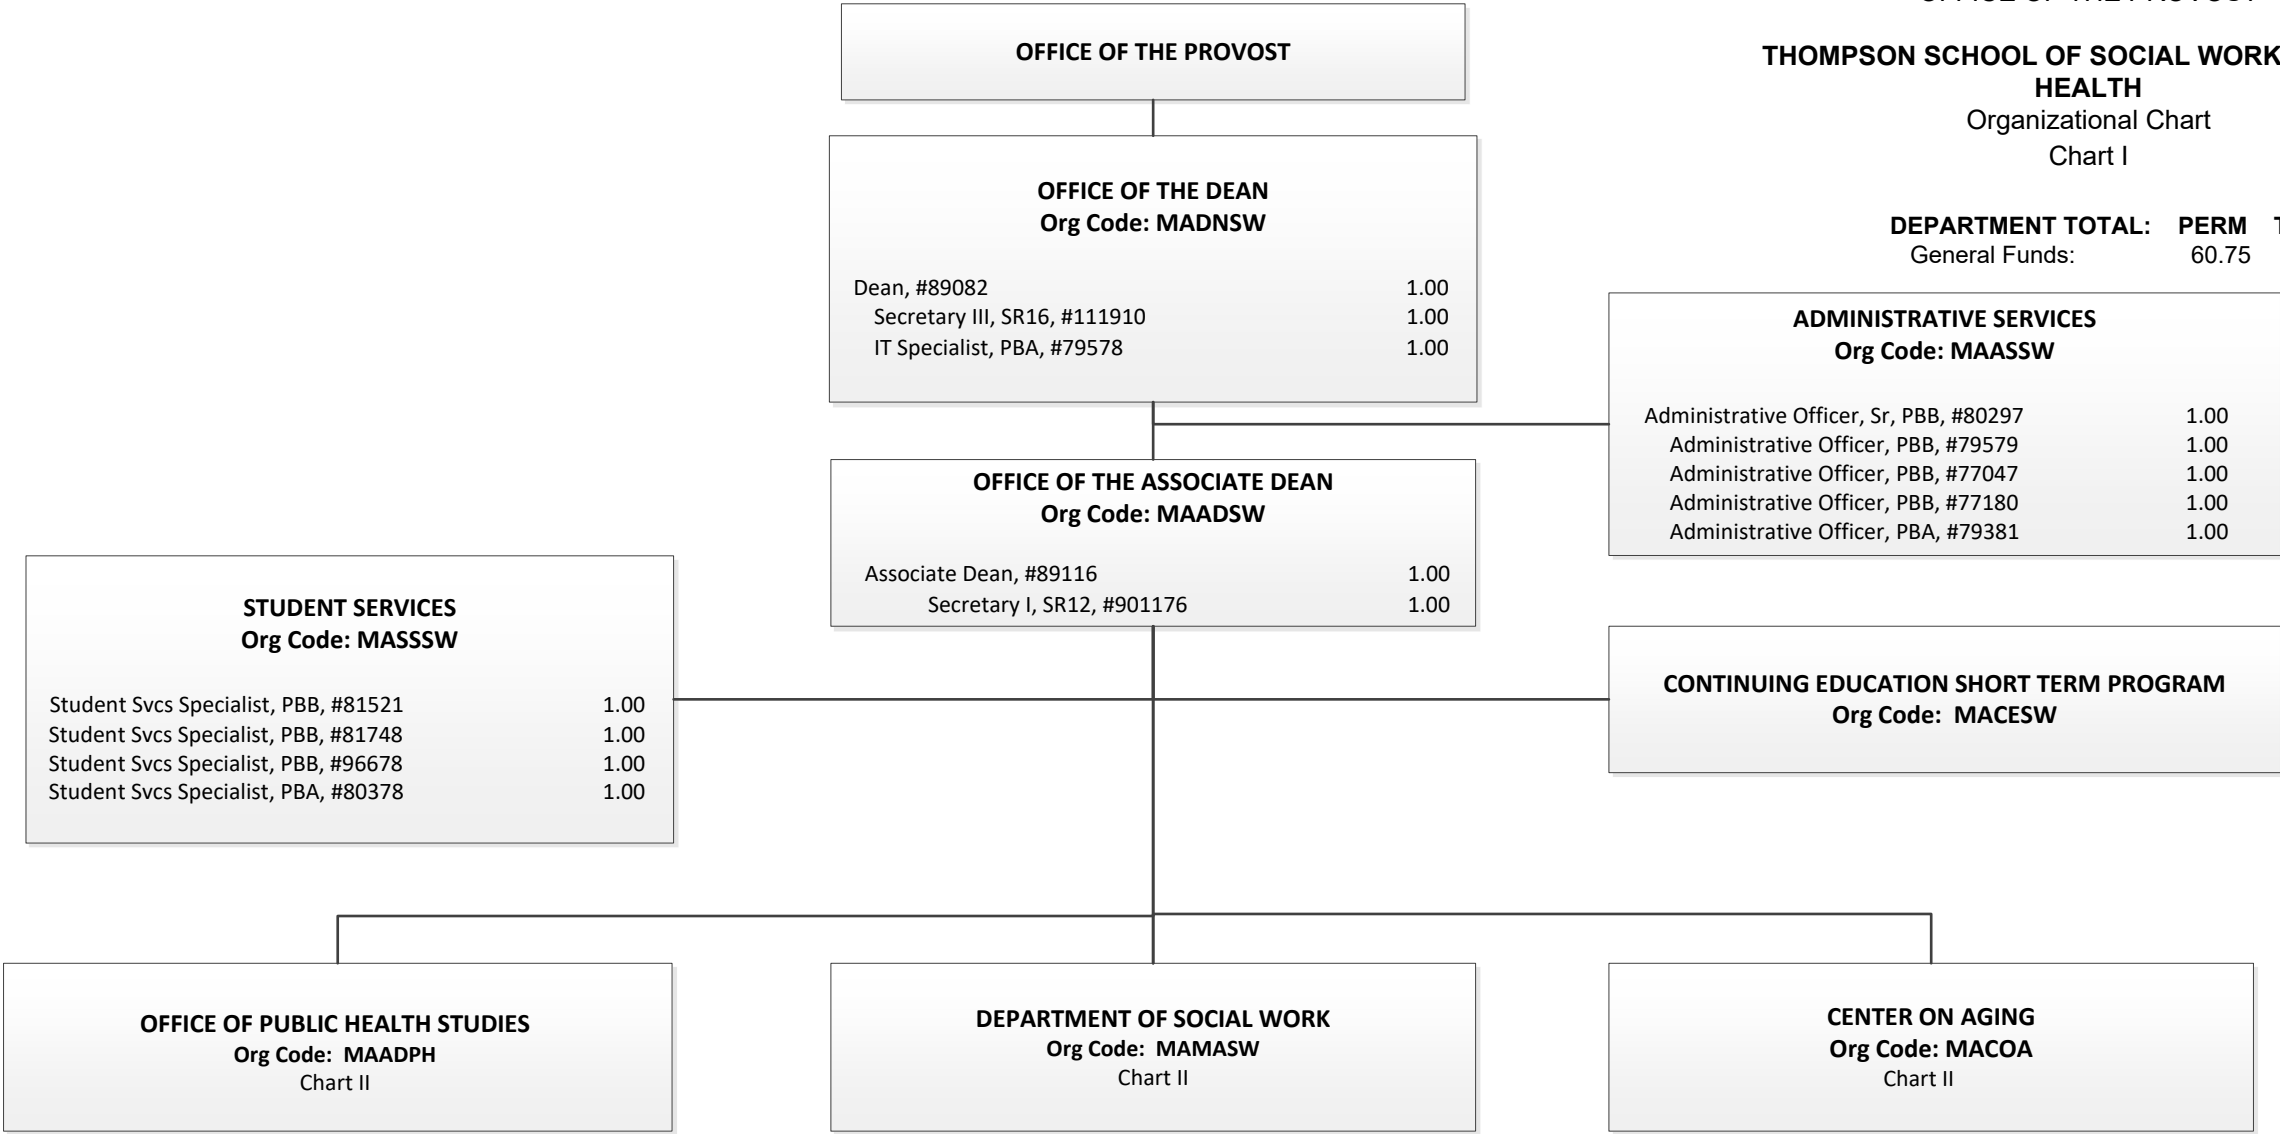 OFFICE OF THE PROVOST
THOMPSON SCHOOL OF SOCIAL WORK
HEALTH
Organizational Chart
Chart I
DEPARTMENT TOTAL: PERM
General Funds: 60.75
OFFICE OF THE PROVOST
OFFICE OF THE DEAN
Org Code: MADNSW
Dean, #89082 1.00
Secretary III, SR16, #111910 1.00
IT Specialist, PBA, #79578 1.00
ADMINISTRATIVE SERVICES
Org Code: MAASSW
Administrative Officer, Sr, PBB, #80297 1.00
Administrative Officer, PBB, #79579 1.00
Administrative Officer, PBB, #77047 1.00
Administrative Officer, PBB, #77180 1.00
Administrative Officer, PBA, #79381 1.00
OFFICE OF THE ASSOCIATE DEAN
Org Code: MAADSW
Associate Dean, #89116 1.00
Secretary I, SR12, #901176 1.00
STUDENT SERVICES
Org Code: MASSSW
Student Svcs Specialist, PBB, #81521 1.00
Student Svcs Specialist, PBB, #81748 1.00
Student Svcs Specialist, PBB, #96678 1.00
Student Svcs Specialist, PBA, #80378 1.00
CONTINUING EDUCATION SHORT TERM PROGRAM
Org Code: MACESW
OFFICE OF PUBLIC HEALTH STUDIES
Org Code: MAADPH
Chart II
DEPARTMENT OF SOCIAL WORK
Org Code: MAMASW
Chart II
CENTER ON AGING
Org Code: MACOA
Chart II